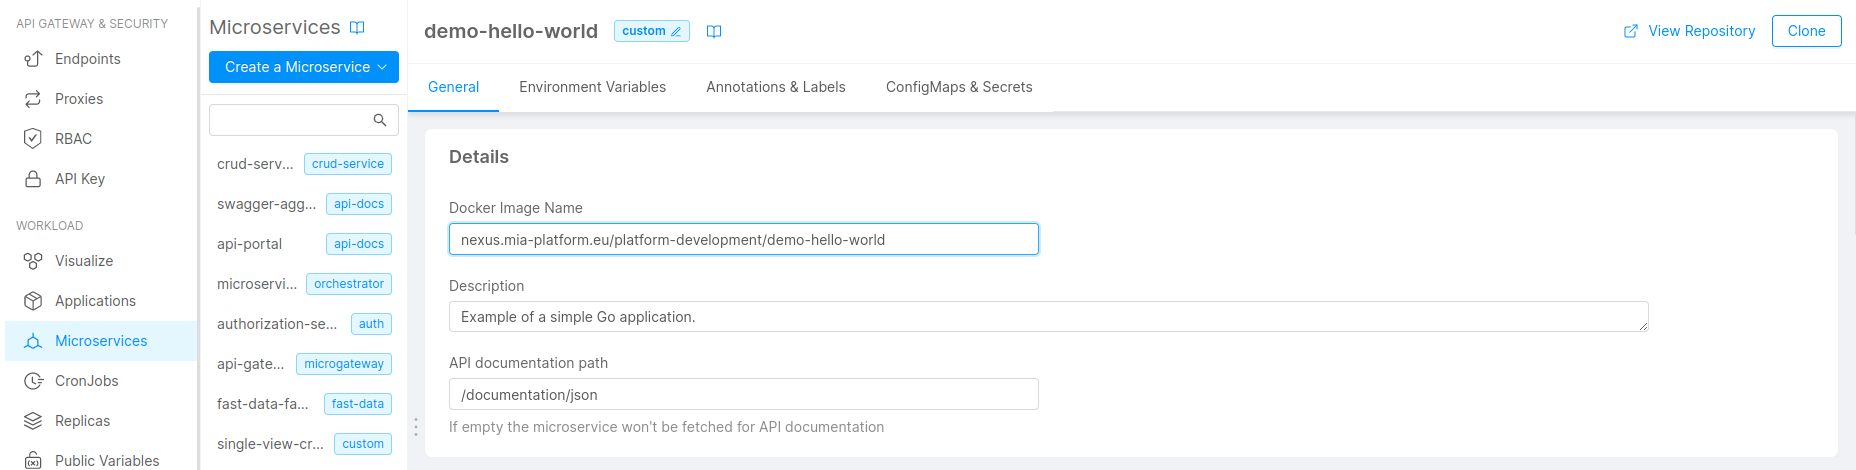 API GATEWAY & SECURITY
Endpoints
Proxies
RBAC
API Key
WORKLOAD
Visualize
Applications
Microservices
CronJobs
Replicas
Public Variables
Microservices
Create a Microservice
crud-serv... crud-service
swagger-agg... api-docs
api-portal api-docs
microservi... orchestrator
authorization-se... auth
api-gate... microgateway
fast-data-fa... fast-data
single-view-cr... custom
demo-hello-world custom
View Repository Clone
General Environment Variables Annotations & Labels ConfigMaps & Secrets
Details
Docker Image Name
nexus.mia-platform.eu/platform-development/demo-hello-world
Description
Example of a simple Go application.
API documentation path
/documentation/json
If empty the microservice won't be fetched for API documentation